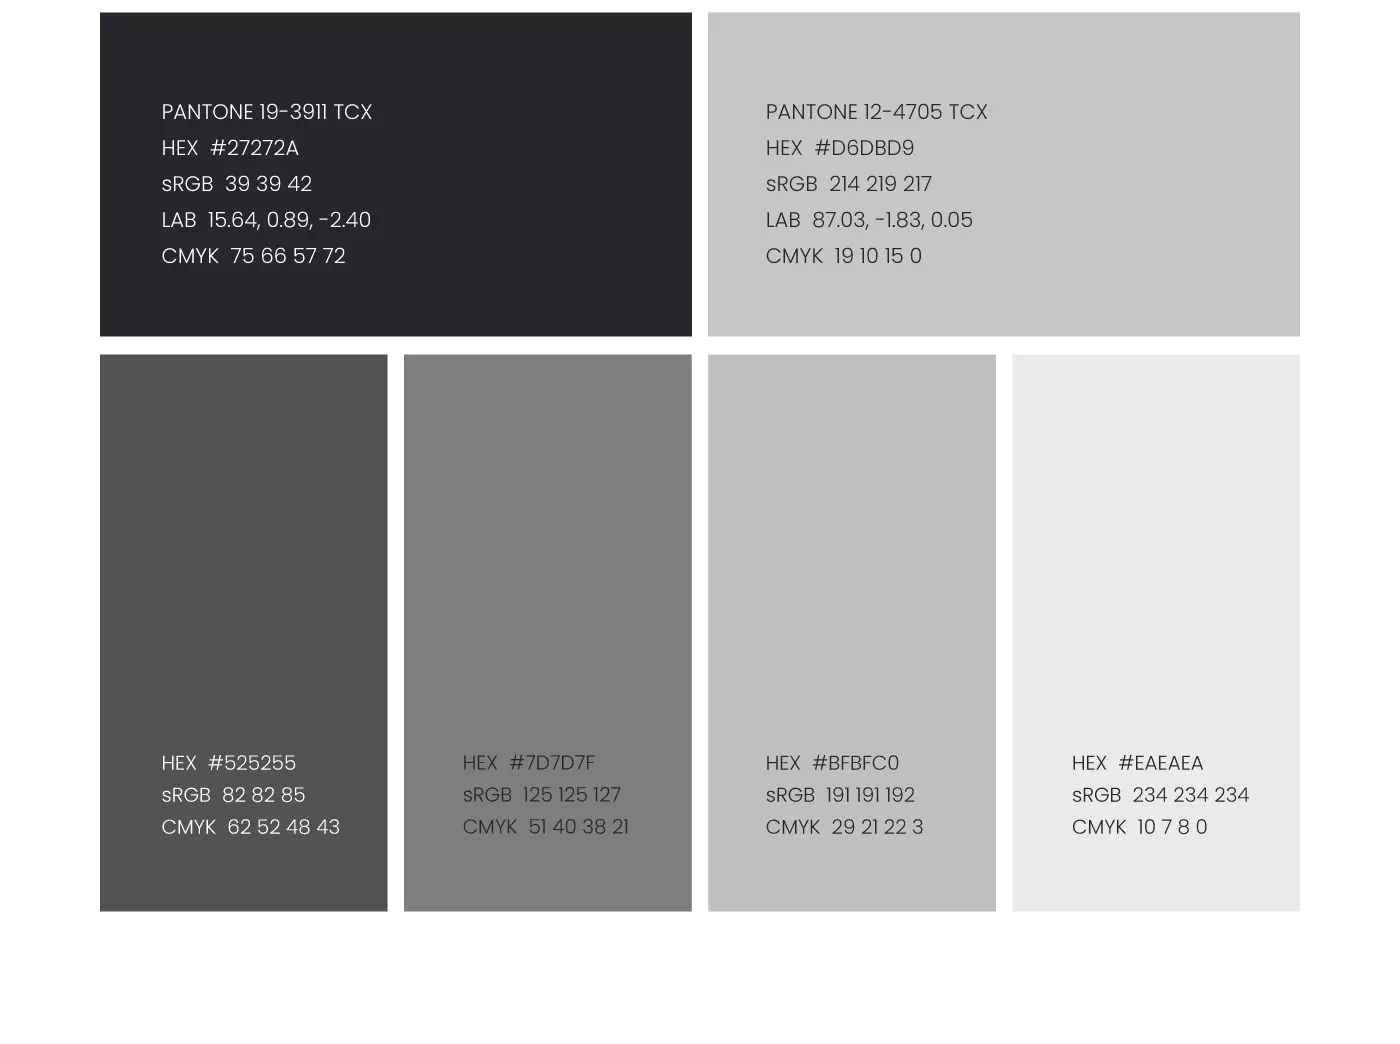 PANTONE 19-3911 TCX
HEX #27272A
sRGB 39 39 42
LAB 15.64, 0.89, -2.40
CMYK 75 66 57 72
PANTONE 12-4705 TCX
HEX #D6DBD9
sRGB 214 219 217
LAB 87.03, -1.83, 0.05
CMYK 19 10 15 0
HEX #525255
sRGB 82 82 85
CMYK 62 52 48 43
HEX #7D7D7F
sRGB 125 125 127
CMYK 51 40 38 21
HEX #BFBFC0
sRGB 191 191 192
CMYK 29 21 22 3
HEX #EAEAEA
sRGB 234 234 234
CMYK 10 7 8 0